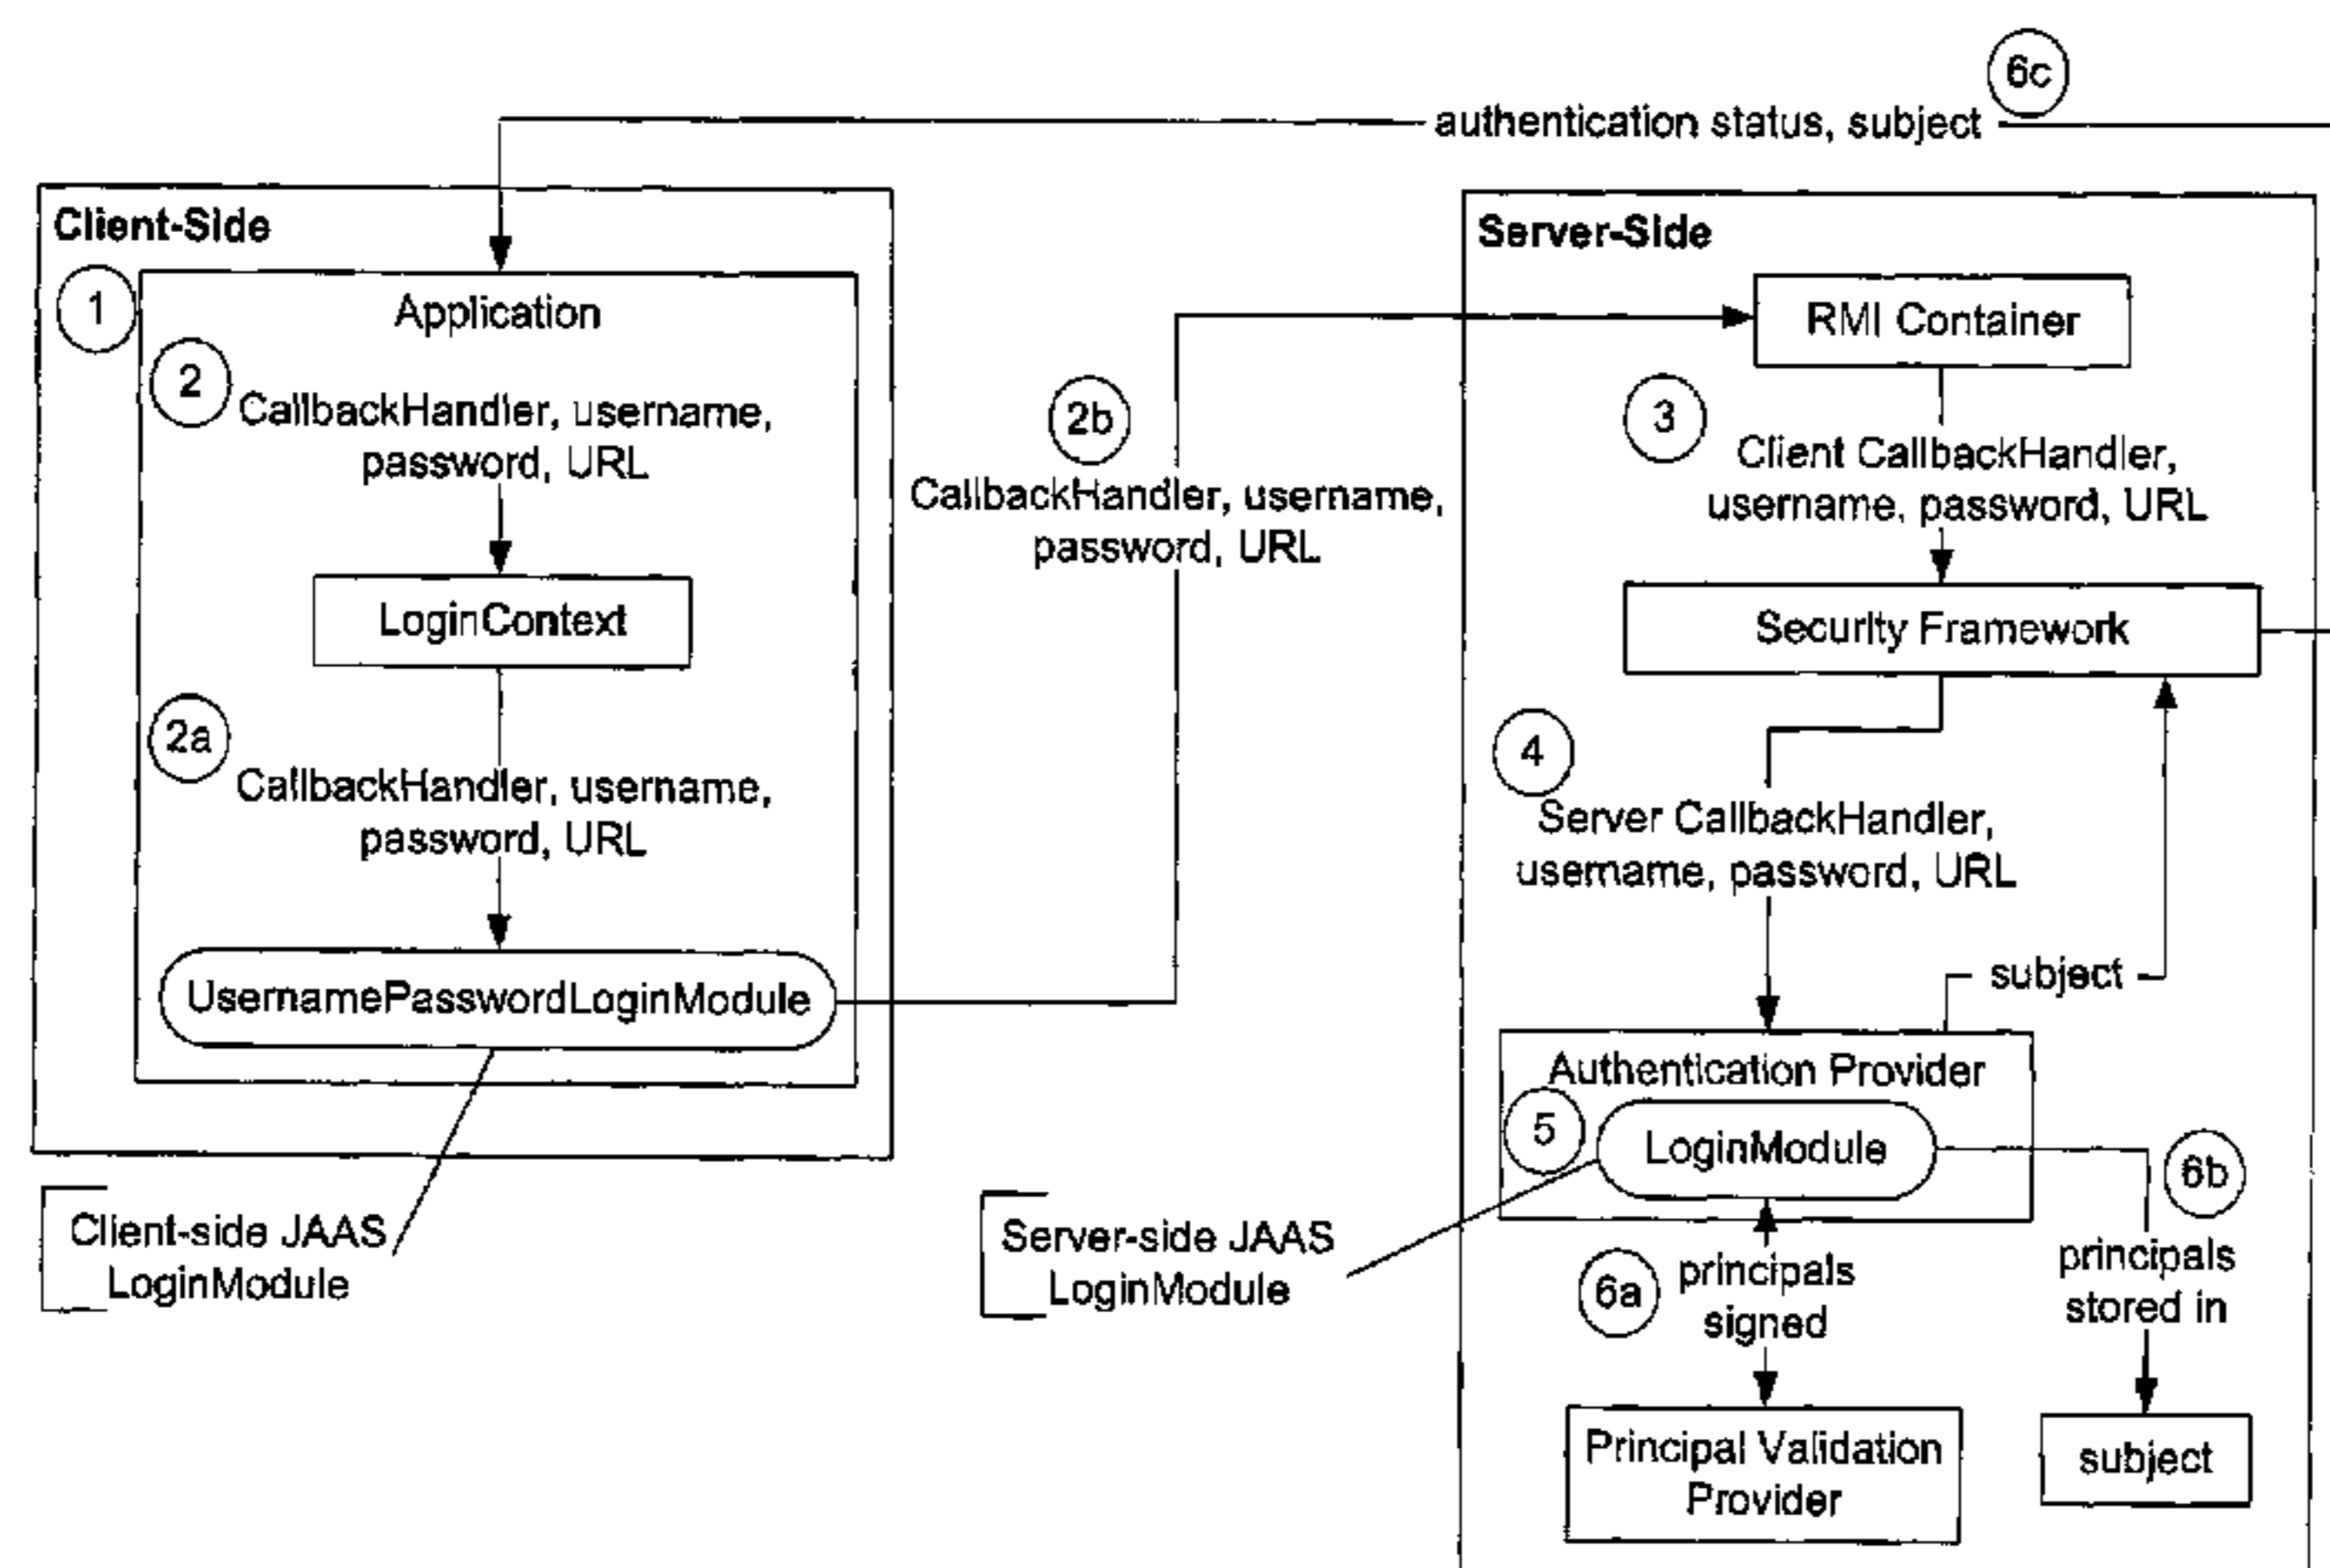 6c
authentication status, subject
Client-Side
1
Application
2
CallbackHandler, username,
password, URL
LoginContext
2a
CallbackHandler, username,
password, URL
UsernamePasswordLoginModule
Client-side JAAS
LoginModule
2b
CallbackHandler, username,
password, URL
Server-Side
RMI Container
3
Client CallbackHandler,
username, password, URL
Security Framework
4
Server CallbackHandler,
username, password, URL
subject
Authentication Provider
5
LoginModule
Server-side JAAS
LoginModule
6a
principals
signed
6b
principals
stored in
Principal Validation
Provider
subject